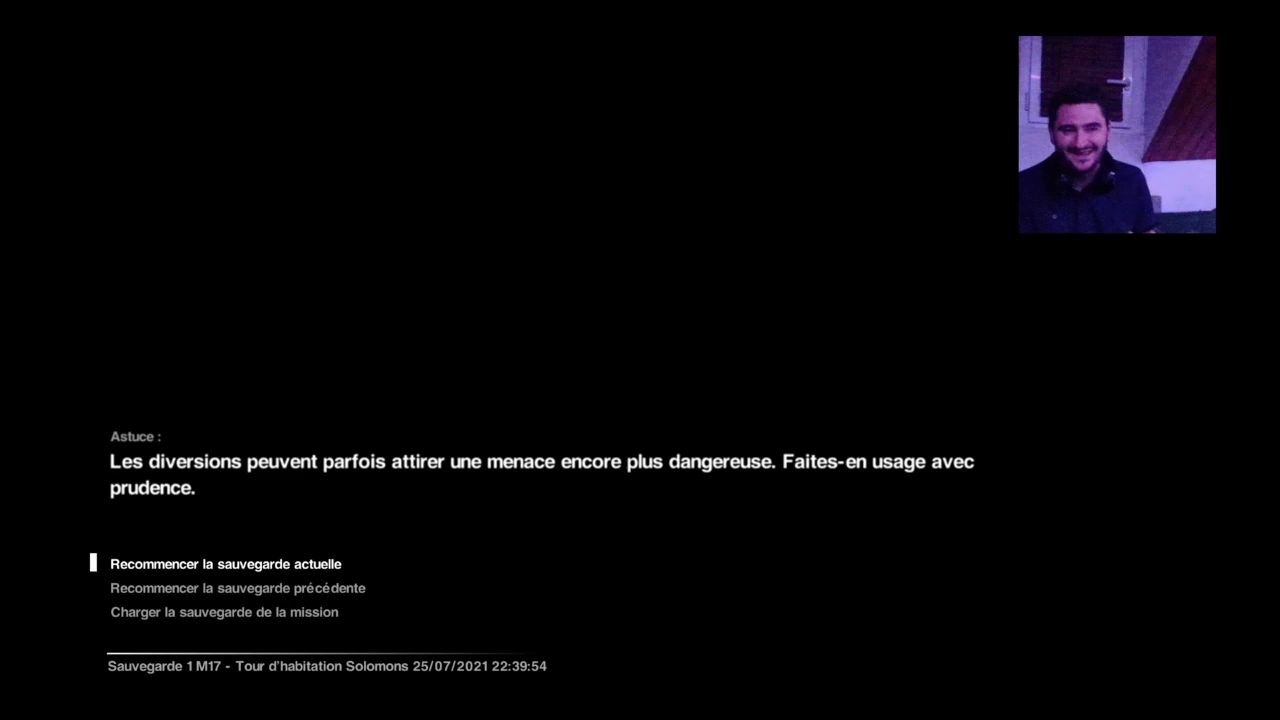 Astuce :
Les diversions peuvent parfois attirer une menace encore plus dangereuse. Faites-en usage avec
prudence.
Recommencer la sauvegarde actuelle
Recommencer la sauvegarde précédente
Charger la sauvegarde de la mission
Sauvegarde 1 M17 - Tour d'habitation Solomons 25/07/2021 22:39:54